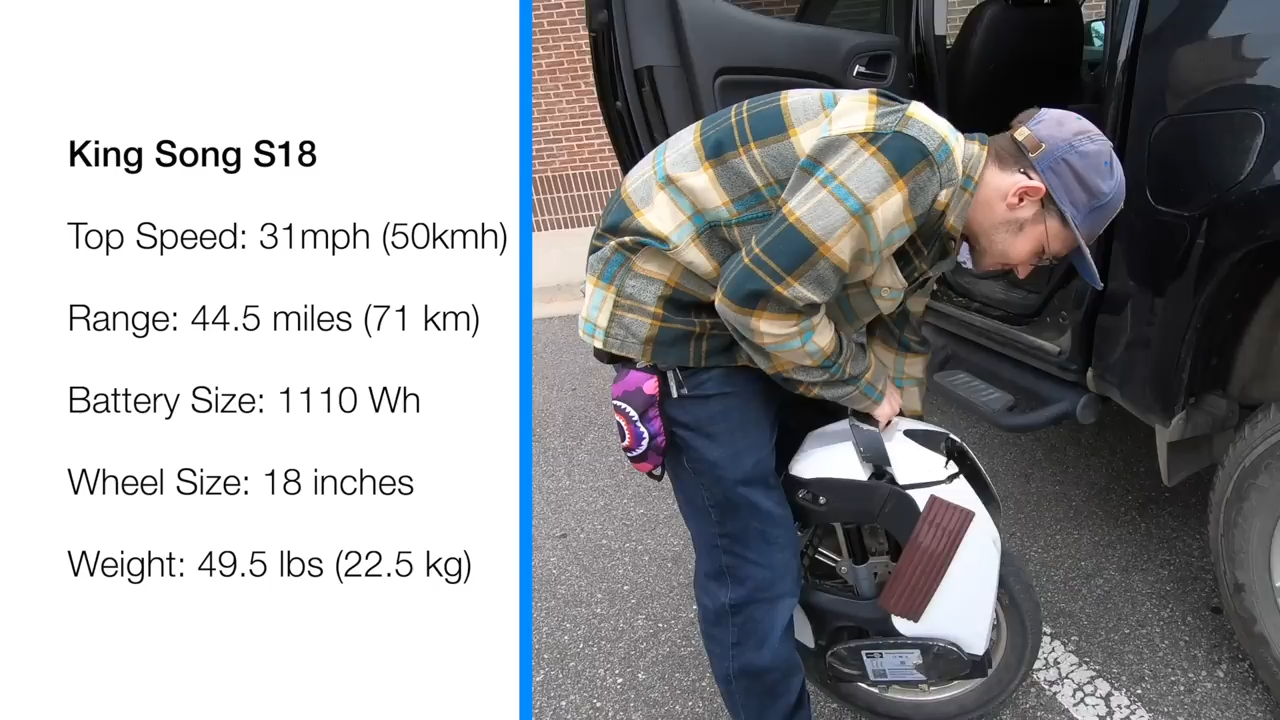 King Song S18
Top Speed: 31mph (50kmh)
Range: 44.5 miles (71 km)
Battery Size: 1110 Wh
Wheel Size: 18 inches
Weight: 49.5 lbs (22.5 kg)